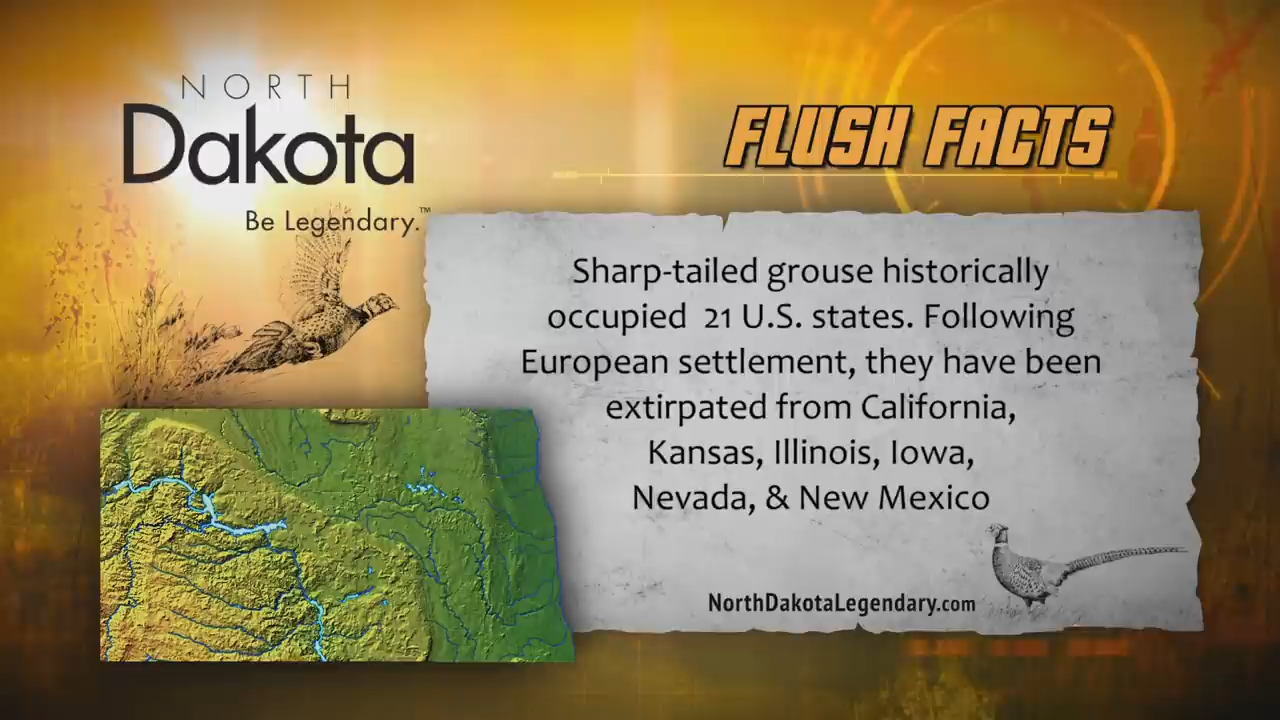 NORTH
Dakota
Be Legendary.™
FLUSH FACTS
Sharp-tailed grouse historically
occupied 21 U.S. states. Following
European settlement, they have been
extirpated from California,
Kansas, Illinois, Iowa,
Nevada, & New Mexico
NorthDakotaLegendary.com